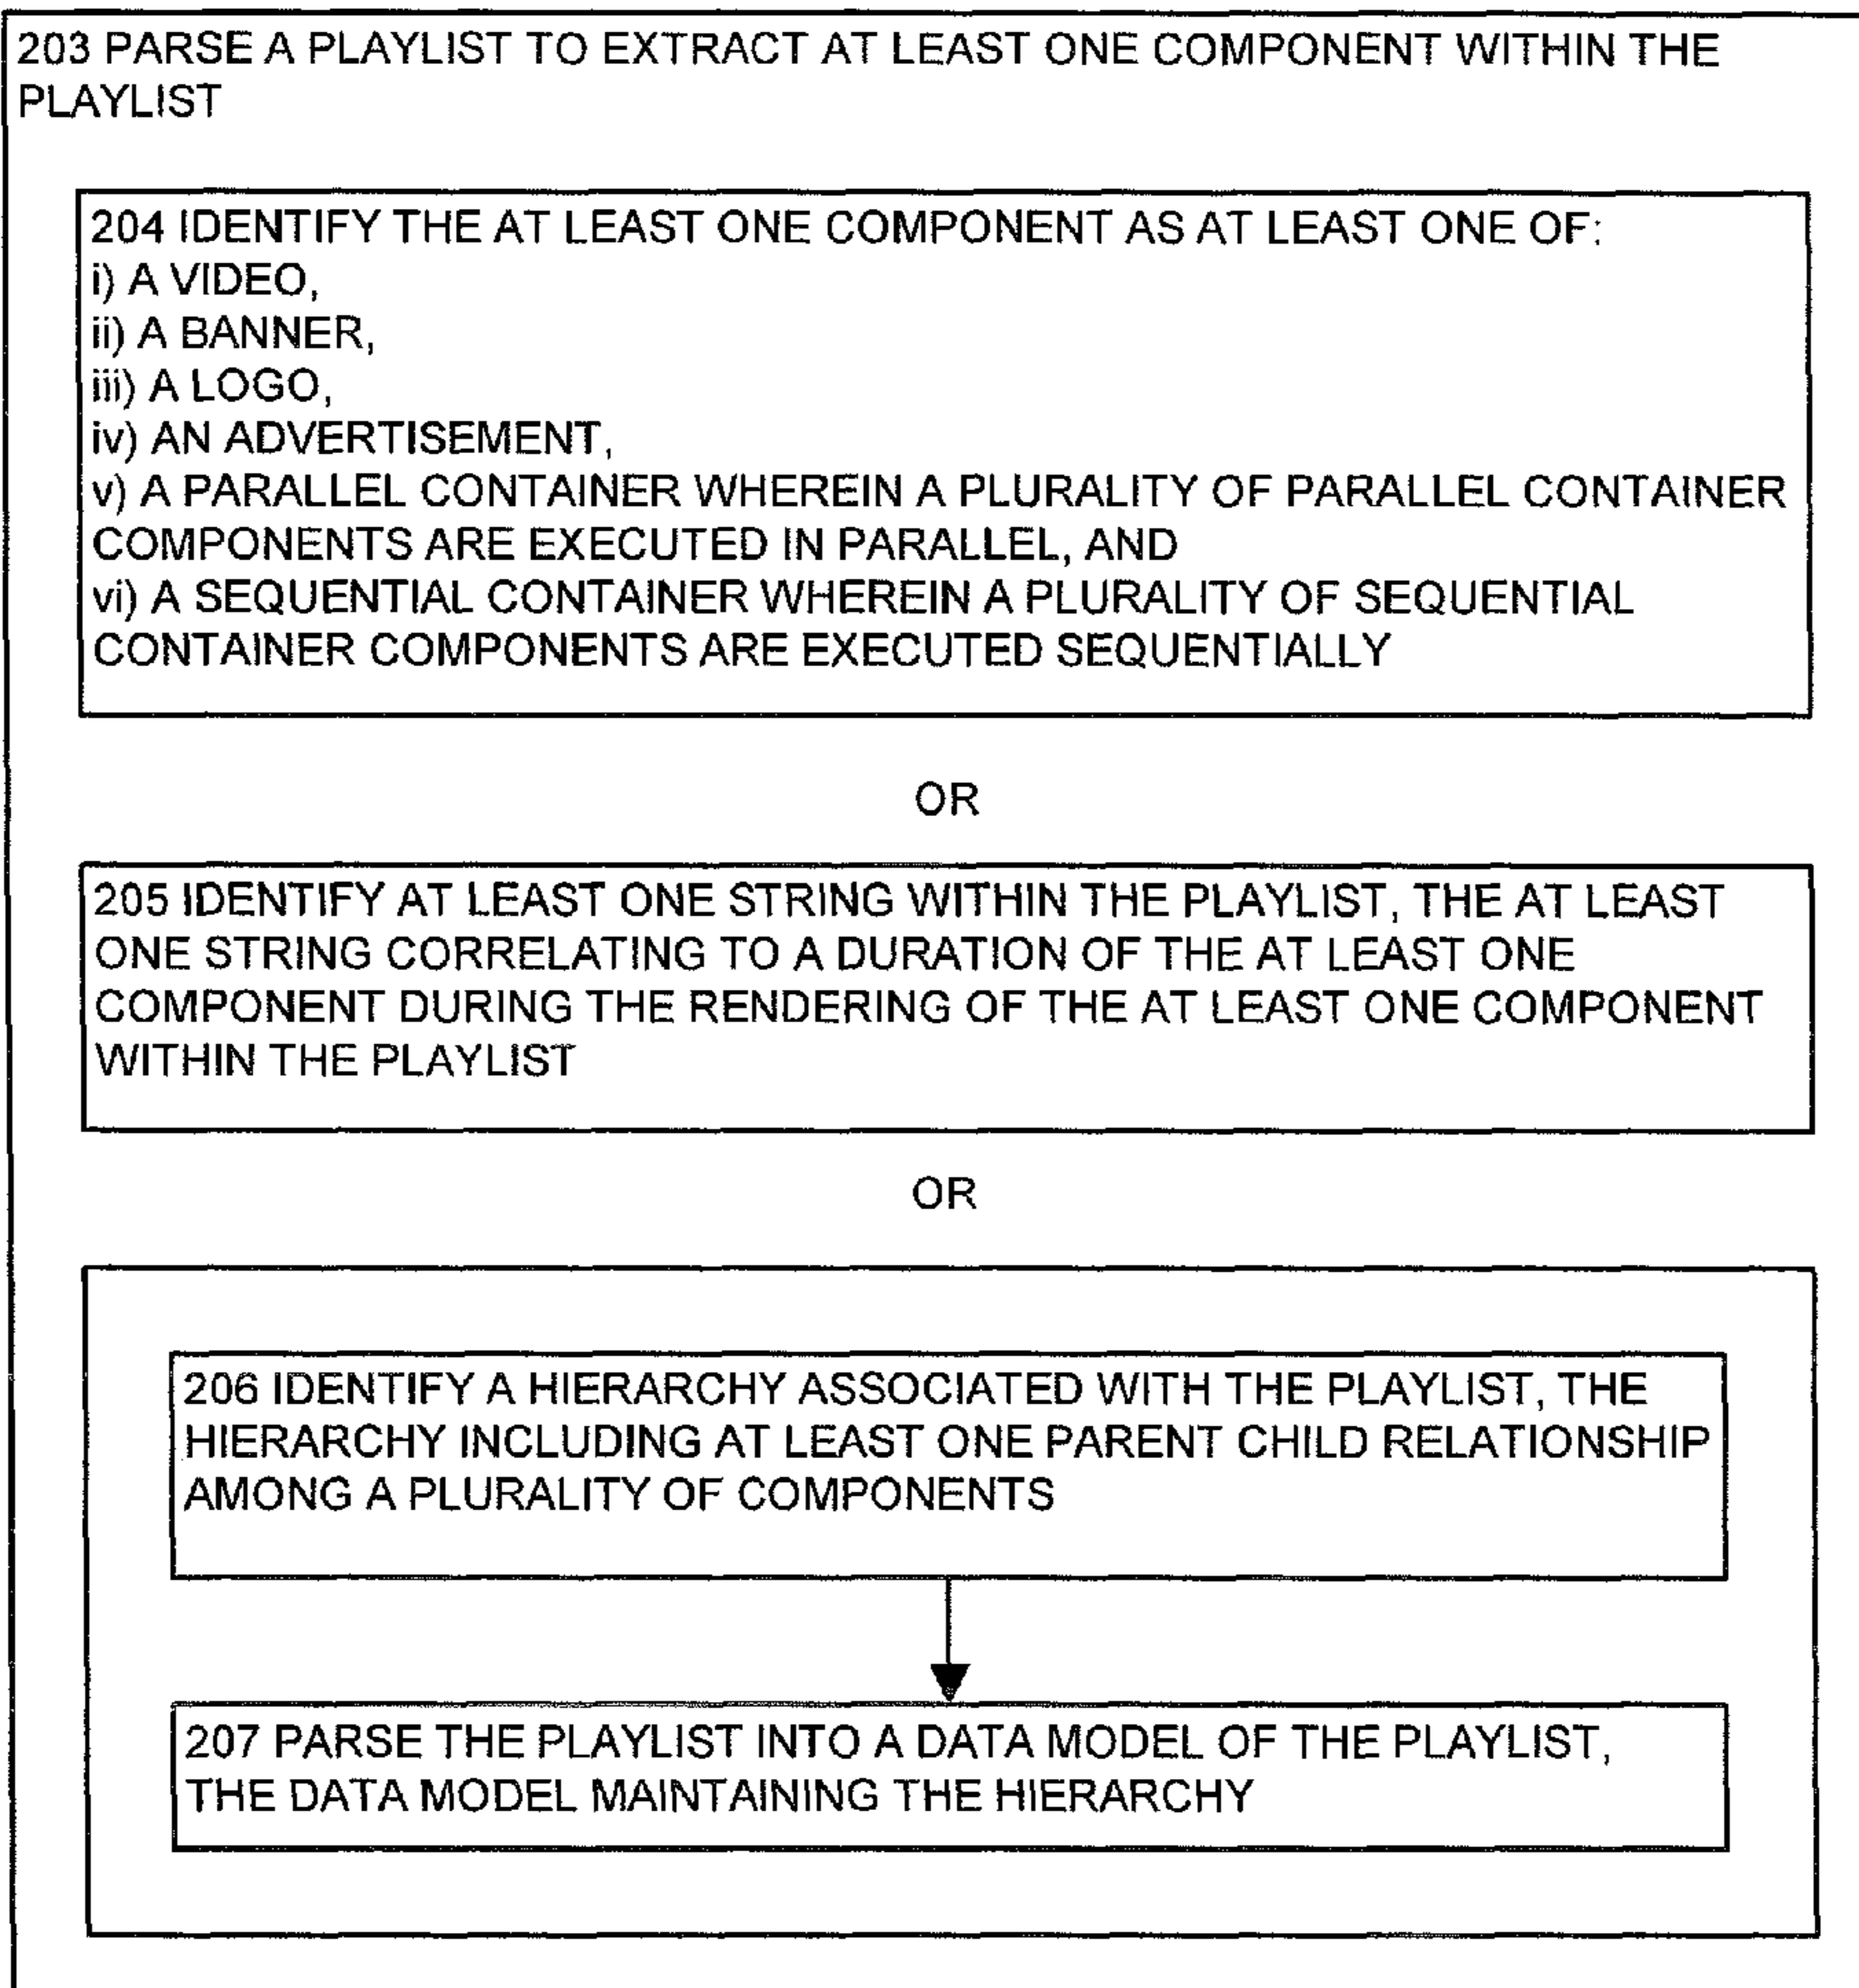 203 PARSE A PLAYLIST TO EXTRACT AT LEAST ONE COMPONENT WITHIN THE
PLAYLIST
204 IDENTIFY THE AT LEAST ONE COMPONENT AS AT LEAST ONE OF:
i) A VIDEO,
ii) A BANNER,
iii) A LOGO,
iv) AN ADVERTISEMENT,
v) A PARALLEL CONTAINER WHEREIN A PLURALITY OF PARALLEL CONTAINER
COMPONENTS ARE EXECUTED IN PARALLEL, AND
vi) A SEQUENTIAL CONTAINER WHEREIN A PLURALITY OF SEQUENTIAL
CONTAINER COMPONENTS ARE EXECUTED SEQUENTIALLY
OR
205 IDENTIFY AT LEAST ONE STRING WITHIN THE PLAYLIST, THE AT LEAST
ONE STRING CORRELATING TO A DURATION OF THE AT LEAST ONE
COMPONENT DURING THE RENDERING OF THE AT LEAST ONE COMPONENT
WITHIN THE PLAYLIST
OR
206 IDENTIFY A HIERARCHY ASSOCIATED WITH THE PLAYLIST, THE
HIERARCHY INCLUDING AT LEAST ONE PARENT CHILD RELATIONSHIP
AMONG A PLURALITY OF COMPONENTS
207 PARSE THE PLAYLIST INTO A DATA MODEL OF THE PLAYLIST,
THE DATA MODEL MAINTAINING THE HIERARCHY